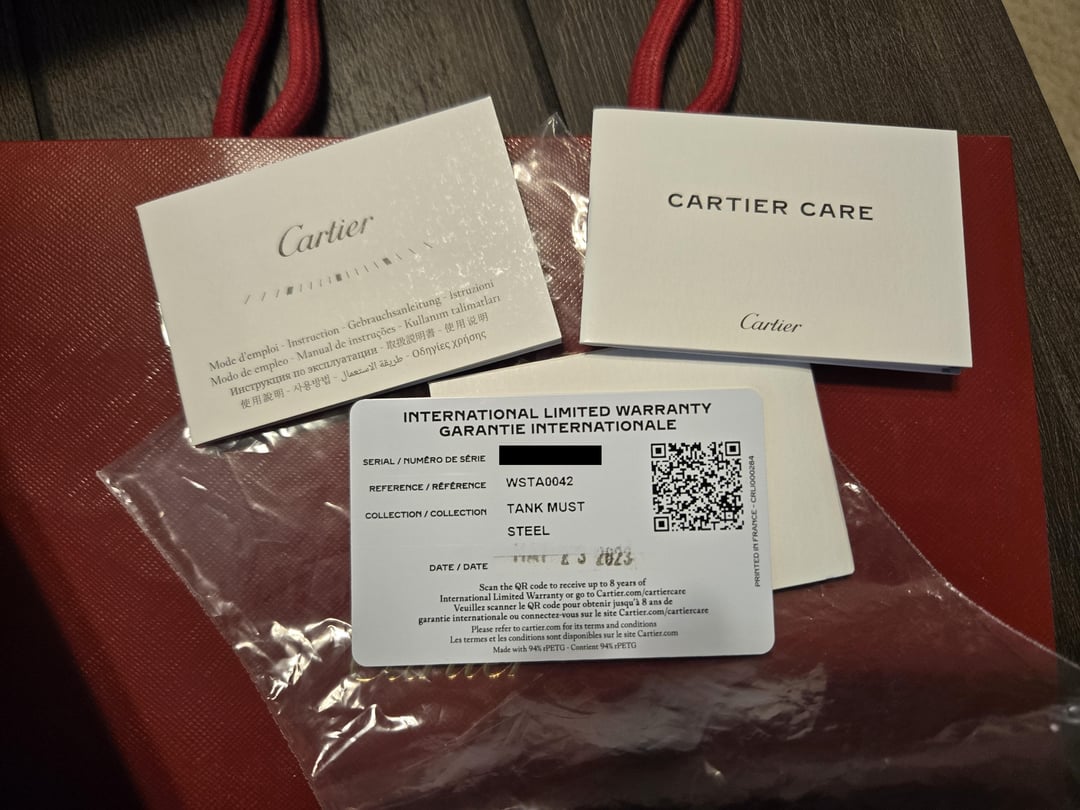 Cartier
Mode d'emploi - Instruction - Gebrauchsanleitung - Istruzioni
Modo de empleo - Manual de instruções - Kullanım talimatları
Инструкция по эксплуатации - 取扱説明書 - 使用说明
使用說明 - 사용방법 - طريقة الاستعمال - Οδηγίες χρήσης
CARTIER CARE
Cartier
INTERNATIONAL LIMITED WARRANTY
GARANTIE INTERNATIONALE
SERIAL / NUMÉRO DE SÉRIE
REFERENCE / RÉFÉRENCE WSTA0042
COLLECTION / COLLECTION TANK MUST
STEEL
DATE / DATE 2023
Scan the QR code to receive up to 8 years of
International Limited Warranty or go to Cartier.com/cartiercare
Veuillez scanner le QR code pour obtenir jusqu'à 8 ans de
garantie internationale ou connectez-vous sur le site Cartier.com/cartiercare
Please refer to cartier.com for its terms and conditions
Les termes et les conditions sont disponibles sur le site Cartier.com
Made with 94% rPETG - Contient 94% rPETG
PRINTED IN FRANCE - CRLI000284